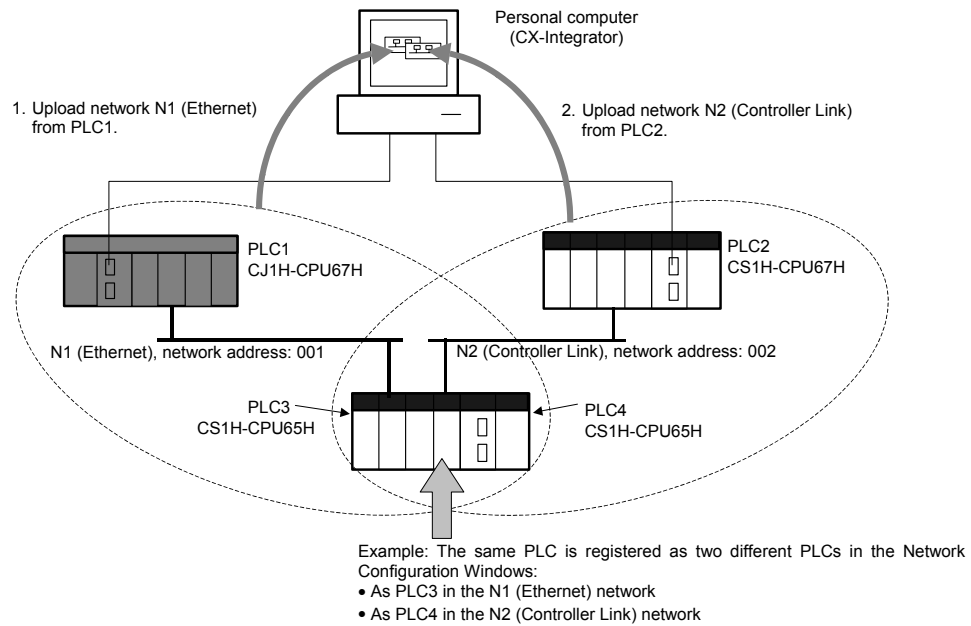 Personal computer
(CX-Integrator)
1. Upload network N1 (Ethernet)
from PLC1.
2. Upload network N2 (Controller Link)
from PLC2.
PLC1
CJ1H-CPU67H
PLC2
CS1H-CPU67H
N1 (Ethernet), network address: 001
N2 (Controller Link), network address: 002
PLC3
CS1H-CPU65H
PLC4
CS1H-CPU65H
Example: The same PLC is registered as two different PLCs in the Network
Configuration Windows:
• As PLC3 in the N1 (Ethernet) network
• As PLC4 in the N2 (Controller Link) network